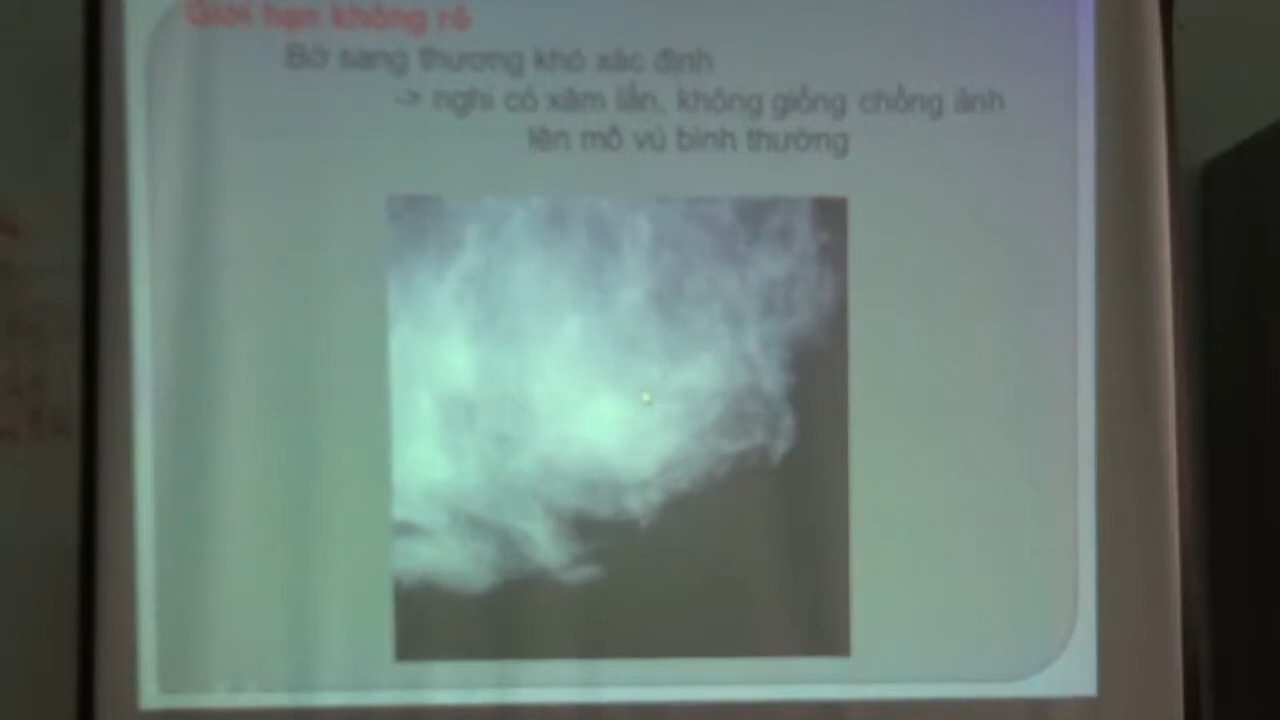 Giới hạn không rõ
Bờ sang thương khó xác định
-> nghi có xâm lấn, không giống chồng ảnh
lên mô vú bình thường